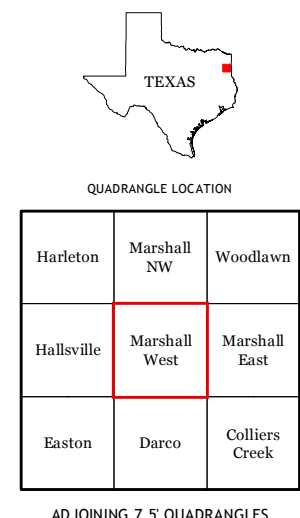 TEXAS
QUADRANGLE LOCATION
Harleton
Marshall
NW
Woodlawn
Hallsville
Marshall
West
Marshall
East
Easton
Darco
Colliers
Creek
ADJOINING 7.5' QUADRANGLES